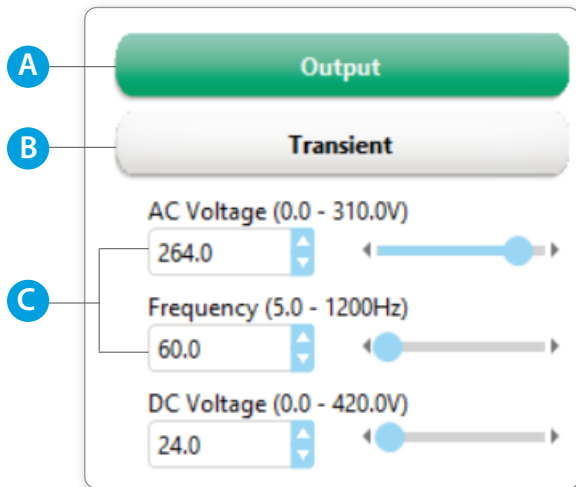 A
Output
B
Transient
AC Voltage (0.0 - 310.0V)
264.0
C
Frequency (5.0 - 1200Hz)
60.0
DC Voltage (0.0 - 420.0V)
24.0